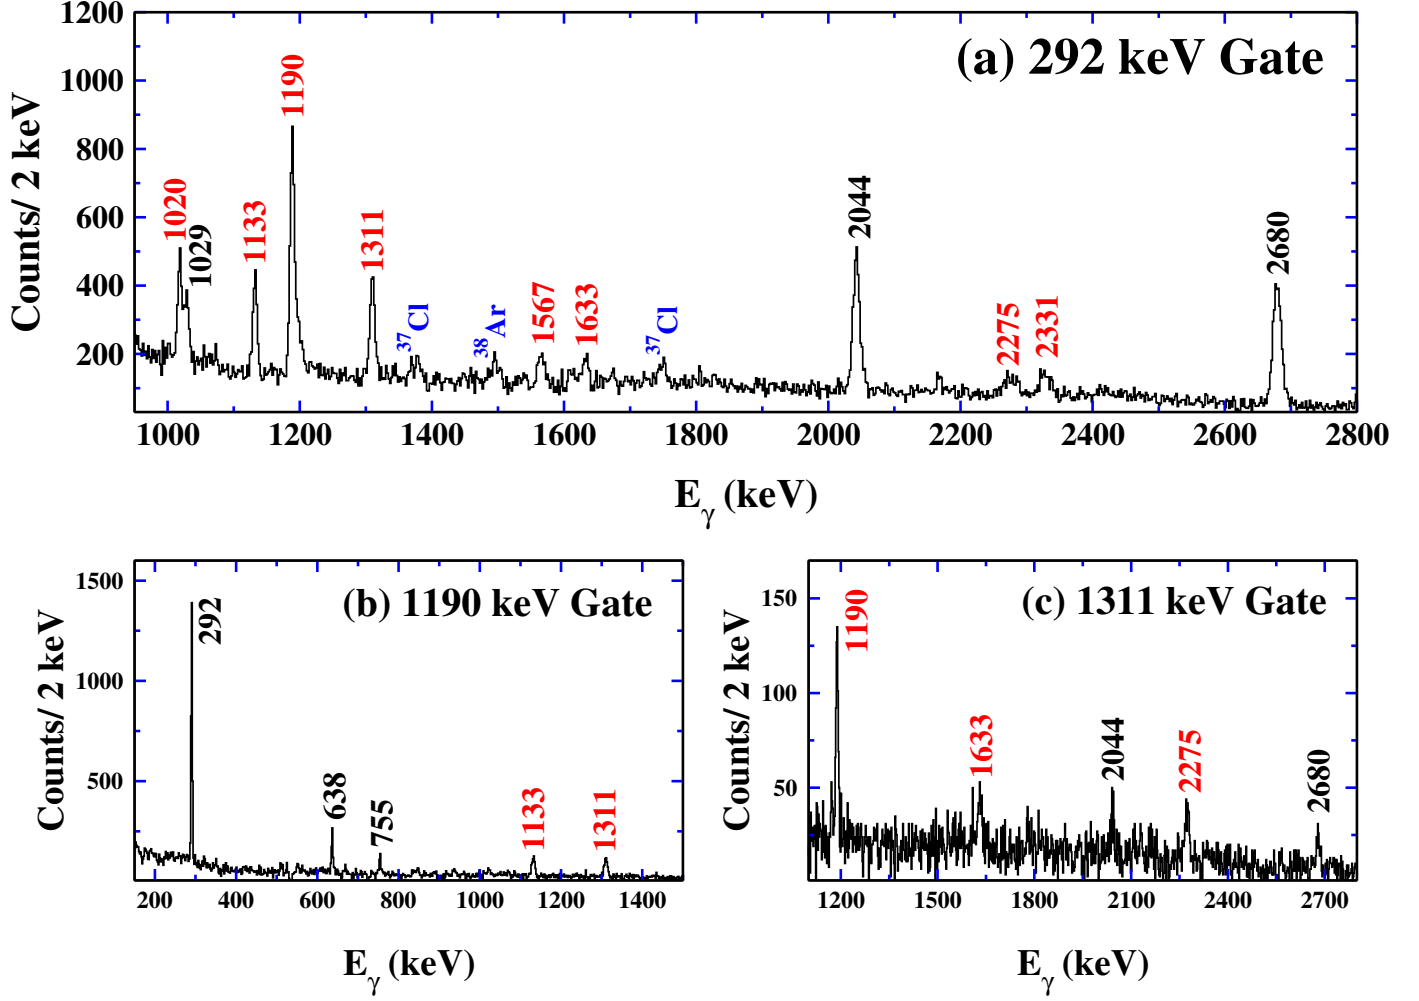 (a) 292 keV Gate
Counts/ 2 keV
1200
1000
800
600
400
200
1020
1029
1133
1190
1311
³⁷Cl
³⁸Ar
1567
1633
³⁷Cl
2044
2275
2331
2680
1000 1200 1400 1600 1800 2000 2200 2400 2600 2800
E_γ (keV)
(b) 1190 keV Gate
Counts/ 2 keV
1500
1000
500
292
638
755
1133
1311
200 400 600 800 1000 1200 1400
E_γ (keV)
(c) 1311 keV Gate
Counts/ 2 keV
150
100
50
1190
1633
2044
2275
2680
1200 1500 1800 2100 2400 2700
E_γ (keV)